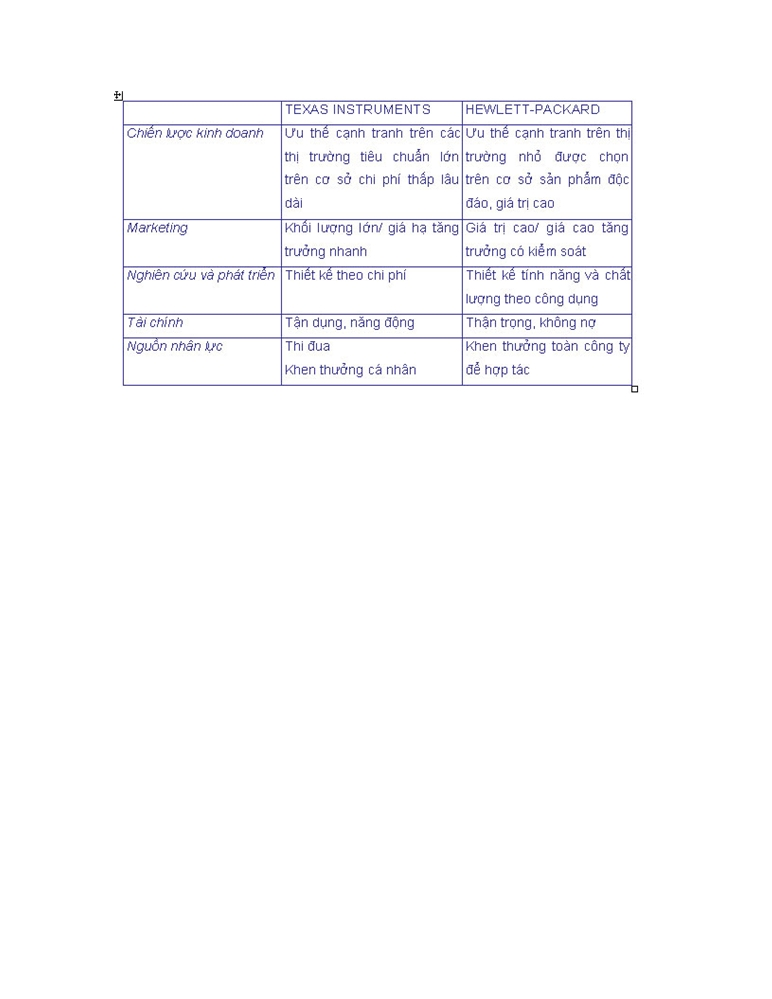 TEXAS INSTRUMENTS HEWLETT-PACKARD
Chiến lược kinh doanh Ưu thế cạnh tranh trên các Ưu thế cạnh tranh trên thị
thị trường tiêu chuẩn lớn trường nhỏ được chọn
trên cơ sở chi phí thấp lâu trên cơ sở sản phẩm độc
dài đáo, giá trị cao
Marketing Khối lượng lớn/ giá hạ tăng Giá trị cao/ giá cao tăng
trưởng nhanh trưởng có kiểm soát
Nghiên cứu và phát triển Thiết kế theo chi phí Thiết kế tính năng và chất
lượng theo công dụng
Tài chính Tận dụng, năng động Thận trọng, không nợ
Nguồn nhân lực Thi đua Khen thưởng toàn công ty
Khen thưởng cá nhân để hợp tác